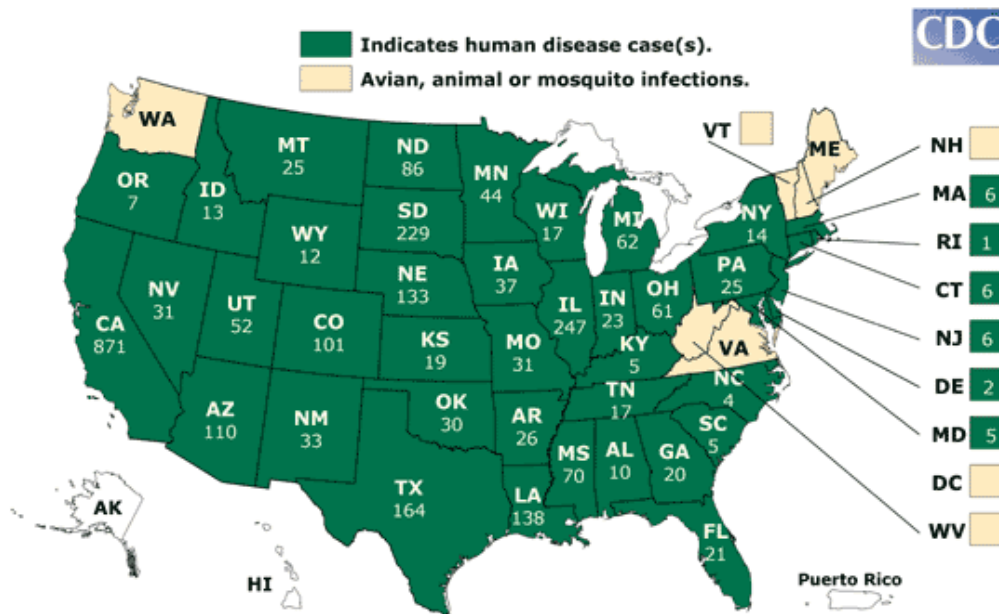 CDC
Indicates human disease case(s).
Avian, animal or mosquito infections.
WA
MT
25
ND
86
MN
44
VT
ME
NH
OR
7
ID
13
SD
229
WI
17
MI
62
NY
14
MA 6
WY
12
RI 1
IA
37
PA
25
NE
133
CT 6
NV
31
UT
52
CO
101
IL
247
IN
23
OH
61
NJ 6
CA
871
KS
19
MO
31
KY
5
VA
DE 2
AZ
110
NM
33
OK
30
AR
26
TN
17
NC
4
MD 5
SC
5
MS
70
AL
10
GA
20
DC
TX
164
LA
138
WV
AK
FL
21
HI
Puerto Rico